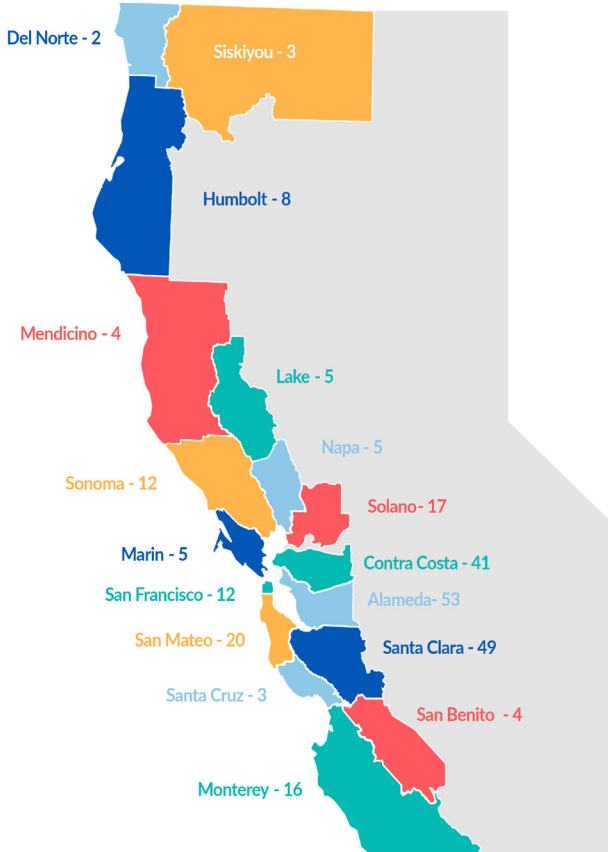 Del Norte - 2
Siskiyou - 3
Humbolt - 8
Mendicino - 4
Lake - 5
Napa - 5
Sonoma - 12
Solano- 17
Marin - 5
Contra Costa - 41
San Francisco - 12
Alameda- 53
San Mateo - 20
Santa Clara - 49
Santa Cruz - 3
San Benito - 4
Monterey - 16